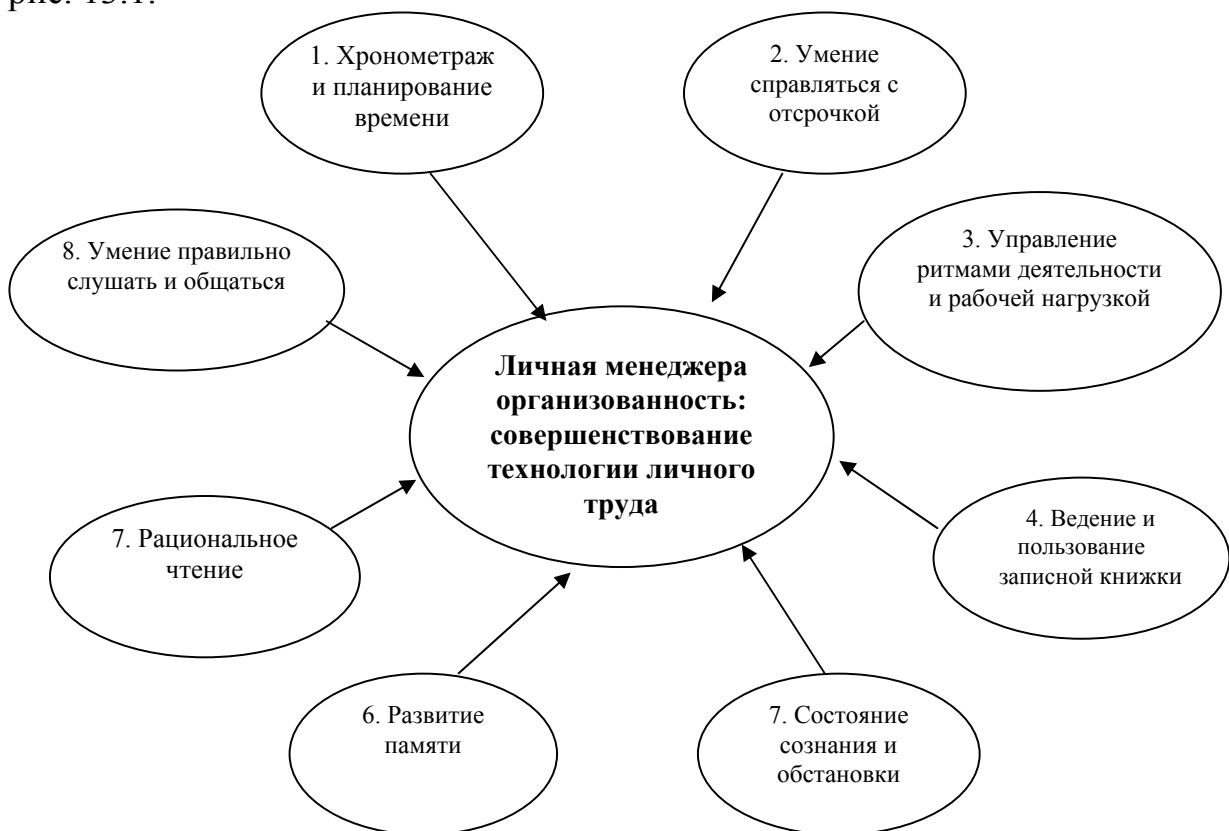 рис. 13.1.
1. Хронометраж
и планирование
времени
2. Умение
справляться с
отсрочкой
3. Управление
ритмами деятельности
и рабочей нагрузкой
4. Ведение и
пользование
записной книжки
7. Состояние
сознания и
обстановки
6. Развитие
памяти
7. Рациональное
чтение
8. Умение правильно
слушать и общаться
Личная менеджера
организованность:
совершенствование
технологии личного
труда